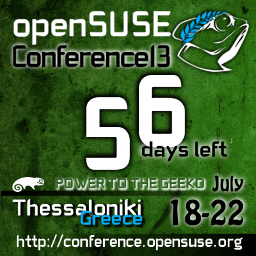 openSUSE
Conference13
56
days left
POWER TO THE GEEKO July
Thessaloniki 18-22
Greece
http://conference.opensuse.org